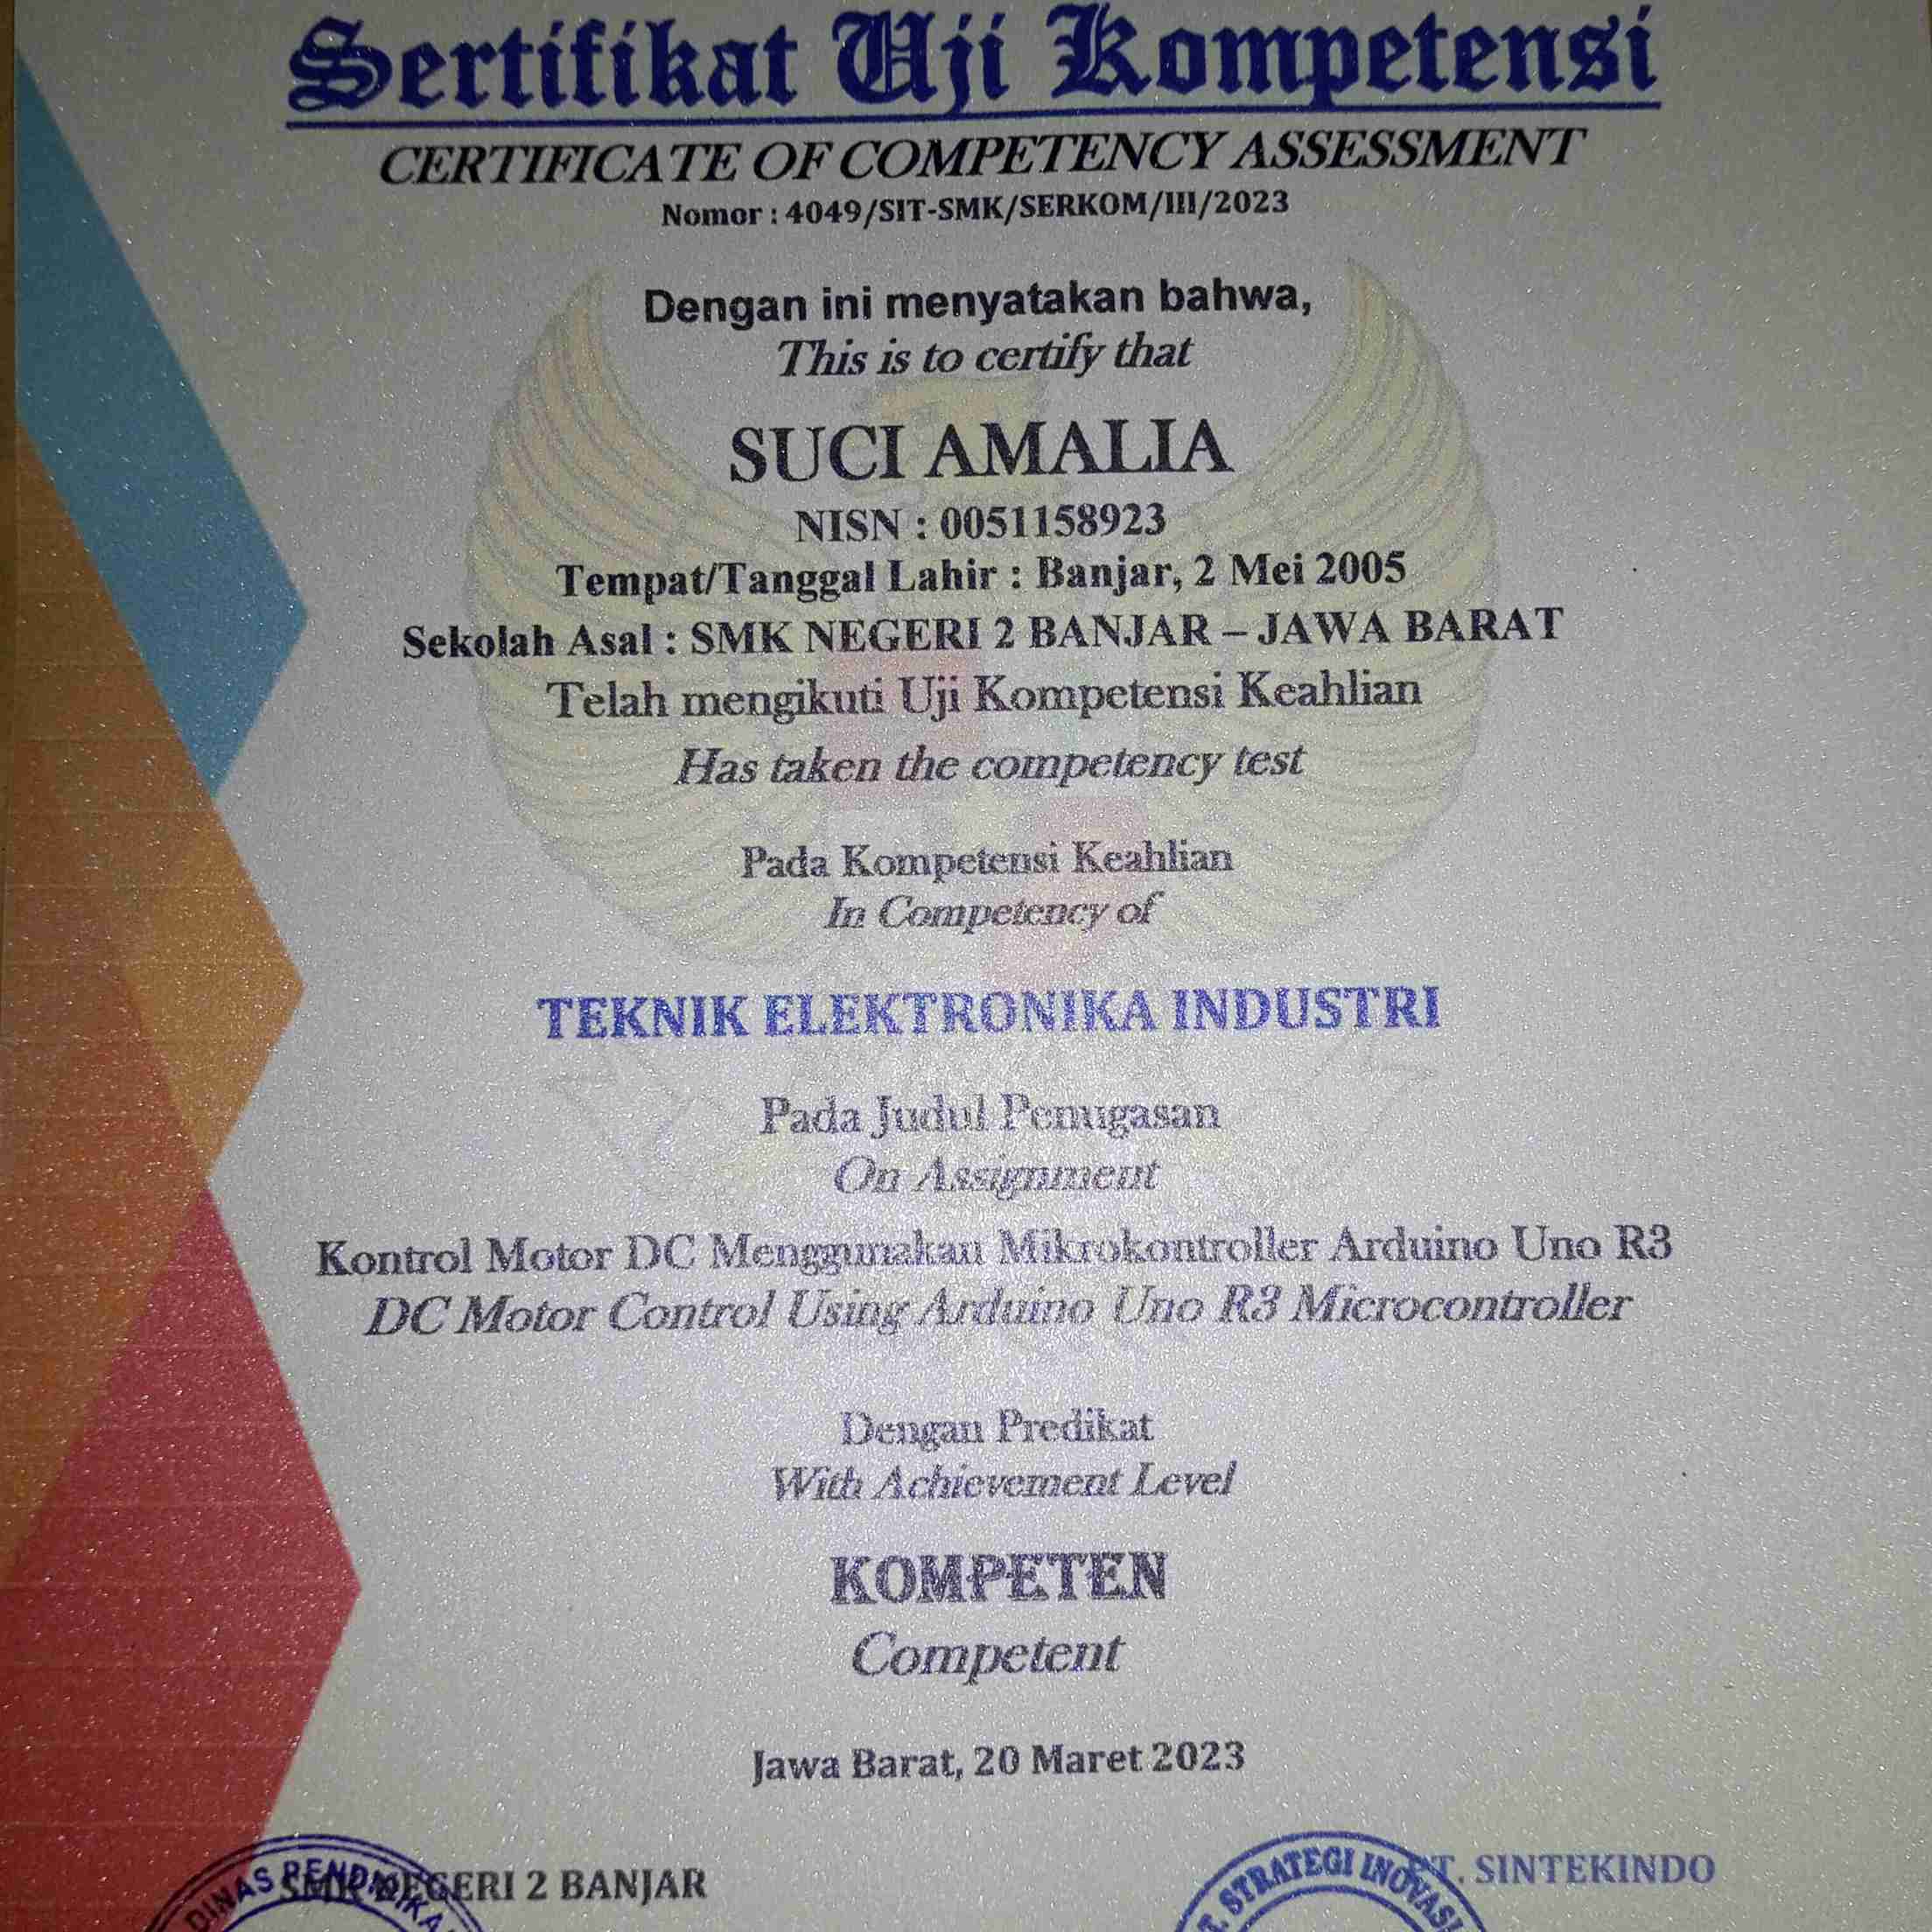 Sertifikat Uji Kompetensi
CERTIFICATE OF COMPETENCY ASSESSMENT
Nomor : 4049/SIT-SMK/SERKOM/III/2023
Dengan ini menyatakan bahwa,
This is to certify that
SUCI AMALIA
NISN : 0051158923
Tempat/Tanggal Lahir : Banjar, 2 Mei 2005
Sekolah Asal : SMK NEGERI 2 BANJAR – JAWA BARAT
Telah mengikuti Uji Kompetensi Keahlian
Has taken the competency test
Pada Kompetensi Keahlian
In Competency of
TEKNIK ELEKTRONIKA INDUSTRI
Pada Judul Penugasan
On Assignment
Kontrol Motor DC Menggunakan Mikrokontroller Arduino Uno R3
DC Motor Control Using Arduino Uno R3 Microcontroller
Dengan Predikat
With Achievement Level
KOMPETEN
Competent
Jawa Barat, 20 Maret 2023
SMK NEGERI 2 BANJAR
DINAS PENDIDIKA
PT. SINTEKINDO
T. STRATEGI INOVASI